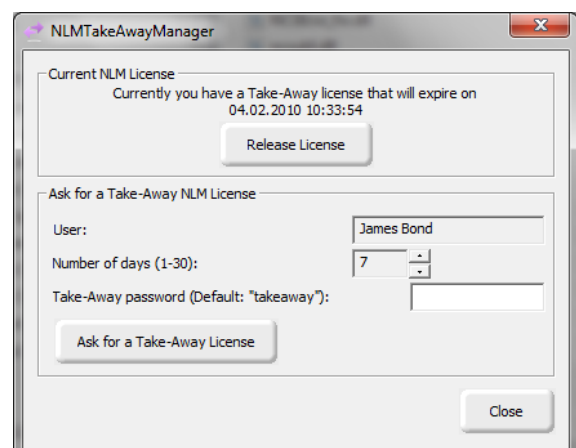 NLMTakeAwayManager
Current NLM License
Currently you have a Take-Away license that will expire on
04.02.2010 10:33:54
Release License
Ask for a Take-Away NLM License
User: James Bond
Number of days (1-30): 7
Take-Away password (Default: "takeaway"):
Ask for a Take-Away License
Close